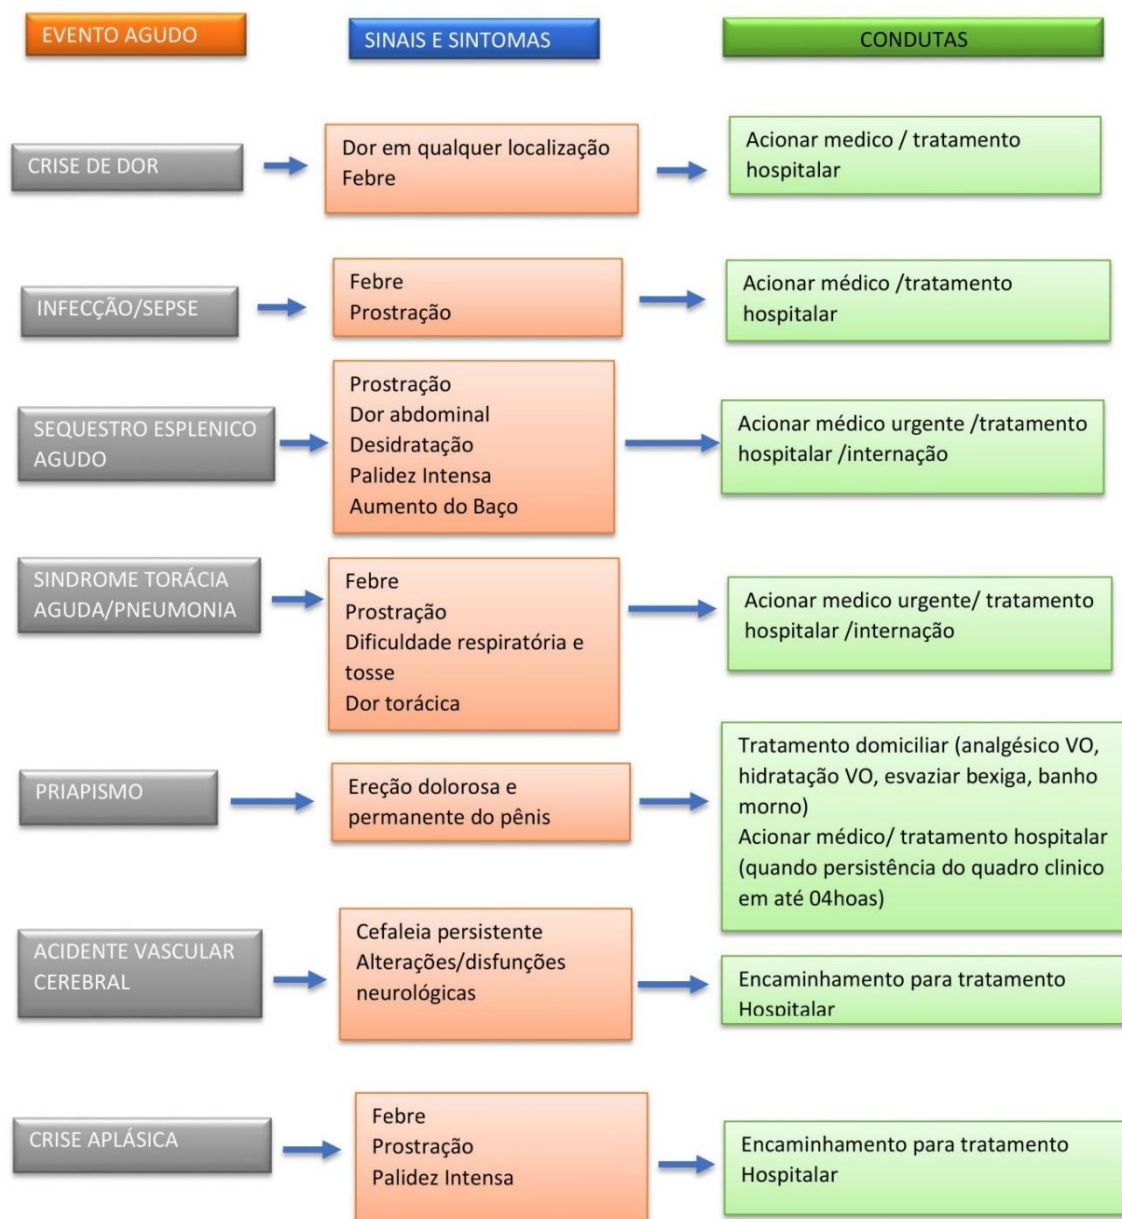 EVENTO AGUDO
SINAIS E SINTOMAS
CONDUTAS
CRISE DE DOR
Dor em qualquer localização
Febre
Acionar medico / tratamento
hospitalar
INFECÇÃO/SEPSE
Febre
Prostração
Acionar médico /tratamento
hospitalar
SEQUESTRO ESPLENICO
AGUDO
Prostração
Dor abdominal
Desidratação
Palidez Intensa
Aumento do Baço
Acionar médico urgente /tratamento
hospitalar /internação
SINDROME TORÁCIA
AGUDA/PNEUMONIA
Febre
Prostração
Dificuldade respiratória e
tosse
Dor torácica
Acionar medico urgente/ tratamento
hospitalar /internação
PRIAPISMO
Ereção dolorosa e
permanente do pênis
Tratamento domiciliar (analgésico VO,
hidratação VO, esvaziar bexiga, banho
morno)
Acionar médico/ tratamento hospitalar
(quando persistência do quadro clinico
em até 04hoas)
ACIDENTE VASCULAR
CEREBRAL
Cefaleia persistente
Alterações/disfunções
neurológicas
Encaminhamento para tratamento
Hospitalar
CRISE APLÁSICA
Febre
Prostração
Palidez Intensa
Encaminhamento para tratamento
Hospitalar